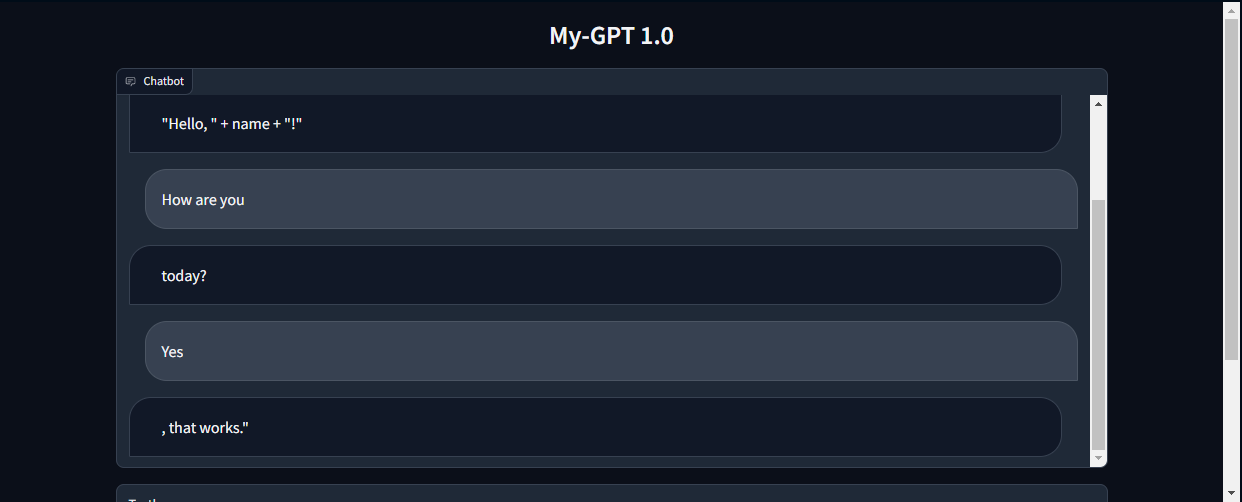 My-GPT 1.0
Chatbot
"Hello, " + name + "!"
How are you
today?
Yes
, that works."